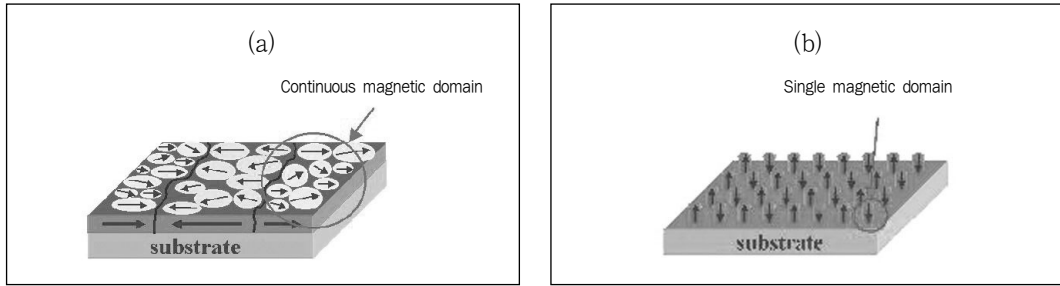 (a)
Continuous magnetic domain
substrate
(b)
Single magnetic domain
substrate